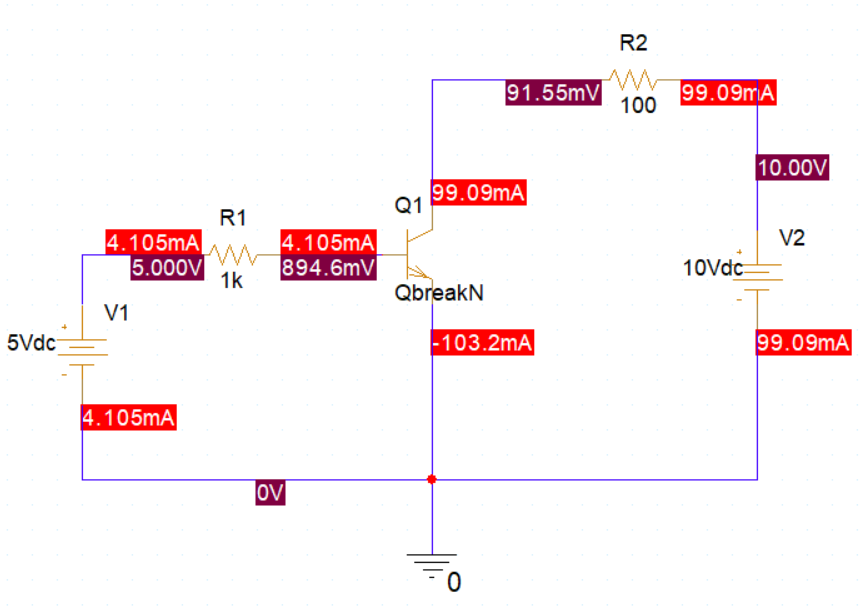 R2
91.55mV
100
99.09mA
10.00V
99.09mA
Q1
R1
4.105mA
4.105mA
5.000V
894.6mV
1k
QbreakN
V2
+
10Vdc
-
V1
+
5Vdc
-
-103.2mA
99.09mA
4.105mA
0V
0